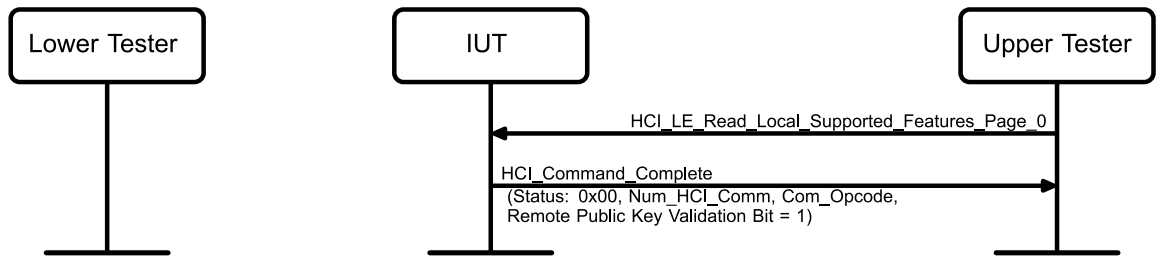 Lower Tester
IUT
Upper Tester
HCI_LE_Read_Local_Supported_Features_Page_0
HCI_Command_Complete
(Status: 0x00, Num_HCI_Comm, Com_Opcode,
Remote Public Key Validation Bit = 1)